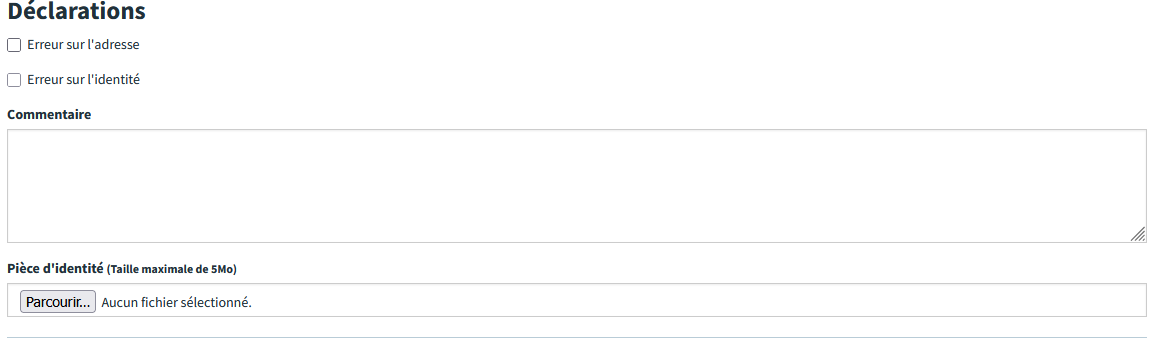 Déclarations
Erreur sur l'adresse
Erreur sur l'identité
Commentaire
Pièce d'identité (Taille maximale de 5Mo)
Parcourir... Aucun fichier sélectionné.